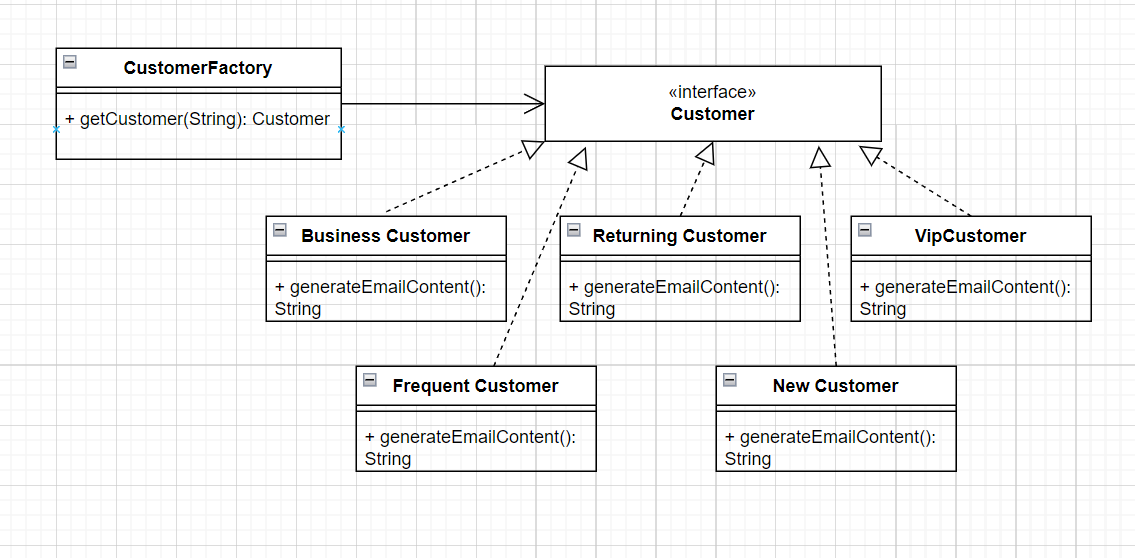 CustomerFactory
+ getCustomer(String): Customer
«interface»
Customer
Business Customer
+ generateEmailContent():
String
Returning Customer
+ generateEmailContent():
String
VipCustomer
+ generateEmailContent():
String
Frequent Customer
+ generateEmailContent():
String
New Customer
+ generateEmailContent():
String